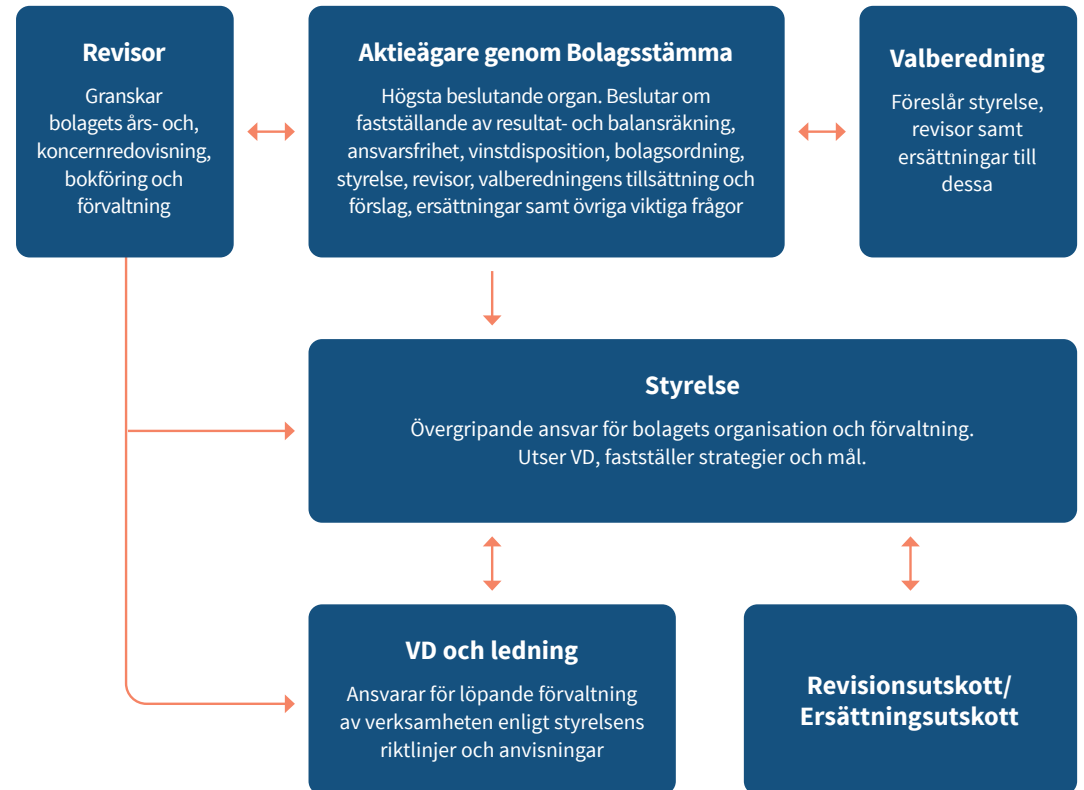 Revisor
Granskar
bolagets års- och,
koncernredovisning,
bokföring och
förvaltning
Aktieägare genom Bolagsstämma
Högsta beslutande organ. Beslutar om
fastställande av resultat- och balansräkning,
ansvarsfrihet, vinstdisposition, bolagsordning,
styrelse, revisor, valberedningens tillsättning och
förslag, ersättningar samt övriga viktiga frågor
Valberedning
Föreslår styrelse,
revisor samt
ersättningar till
dessa
Styrelse
Övergripande ansvar för bolagets organisation och förvaltning.
Utser VD, fastställer strategier och mål.
VD och ledning
Ansvarar för löpande förvaltning
av verksamheten enligt styrelsens
riktlinjer och anvisningar
Revisionsutskott/
Ersättningsutskott